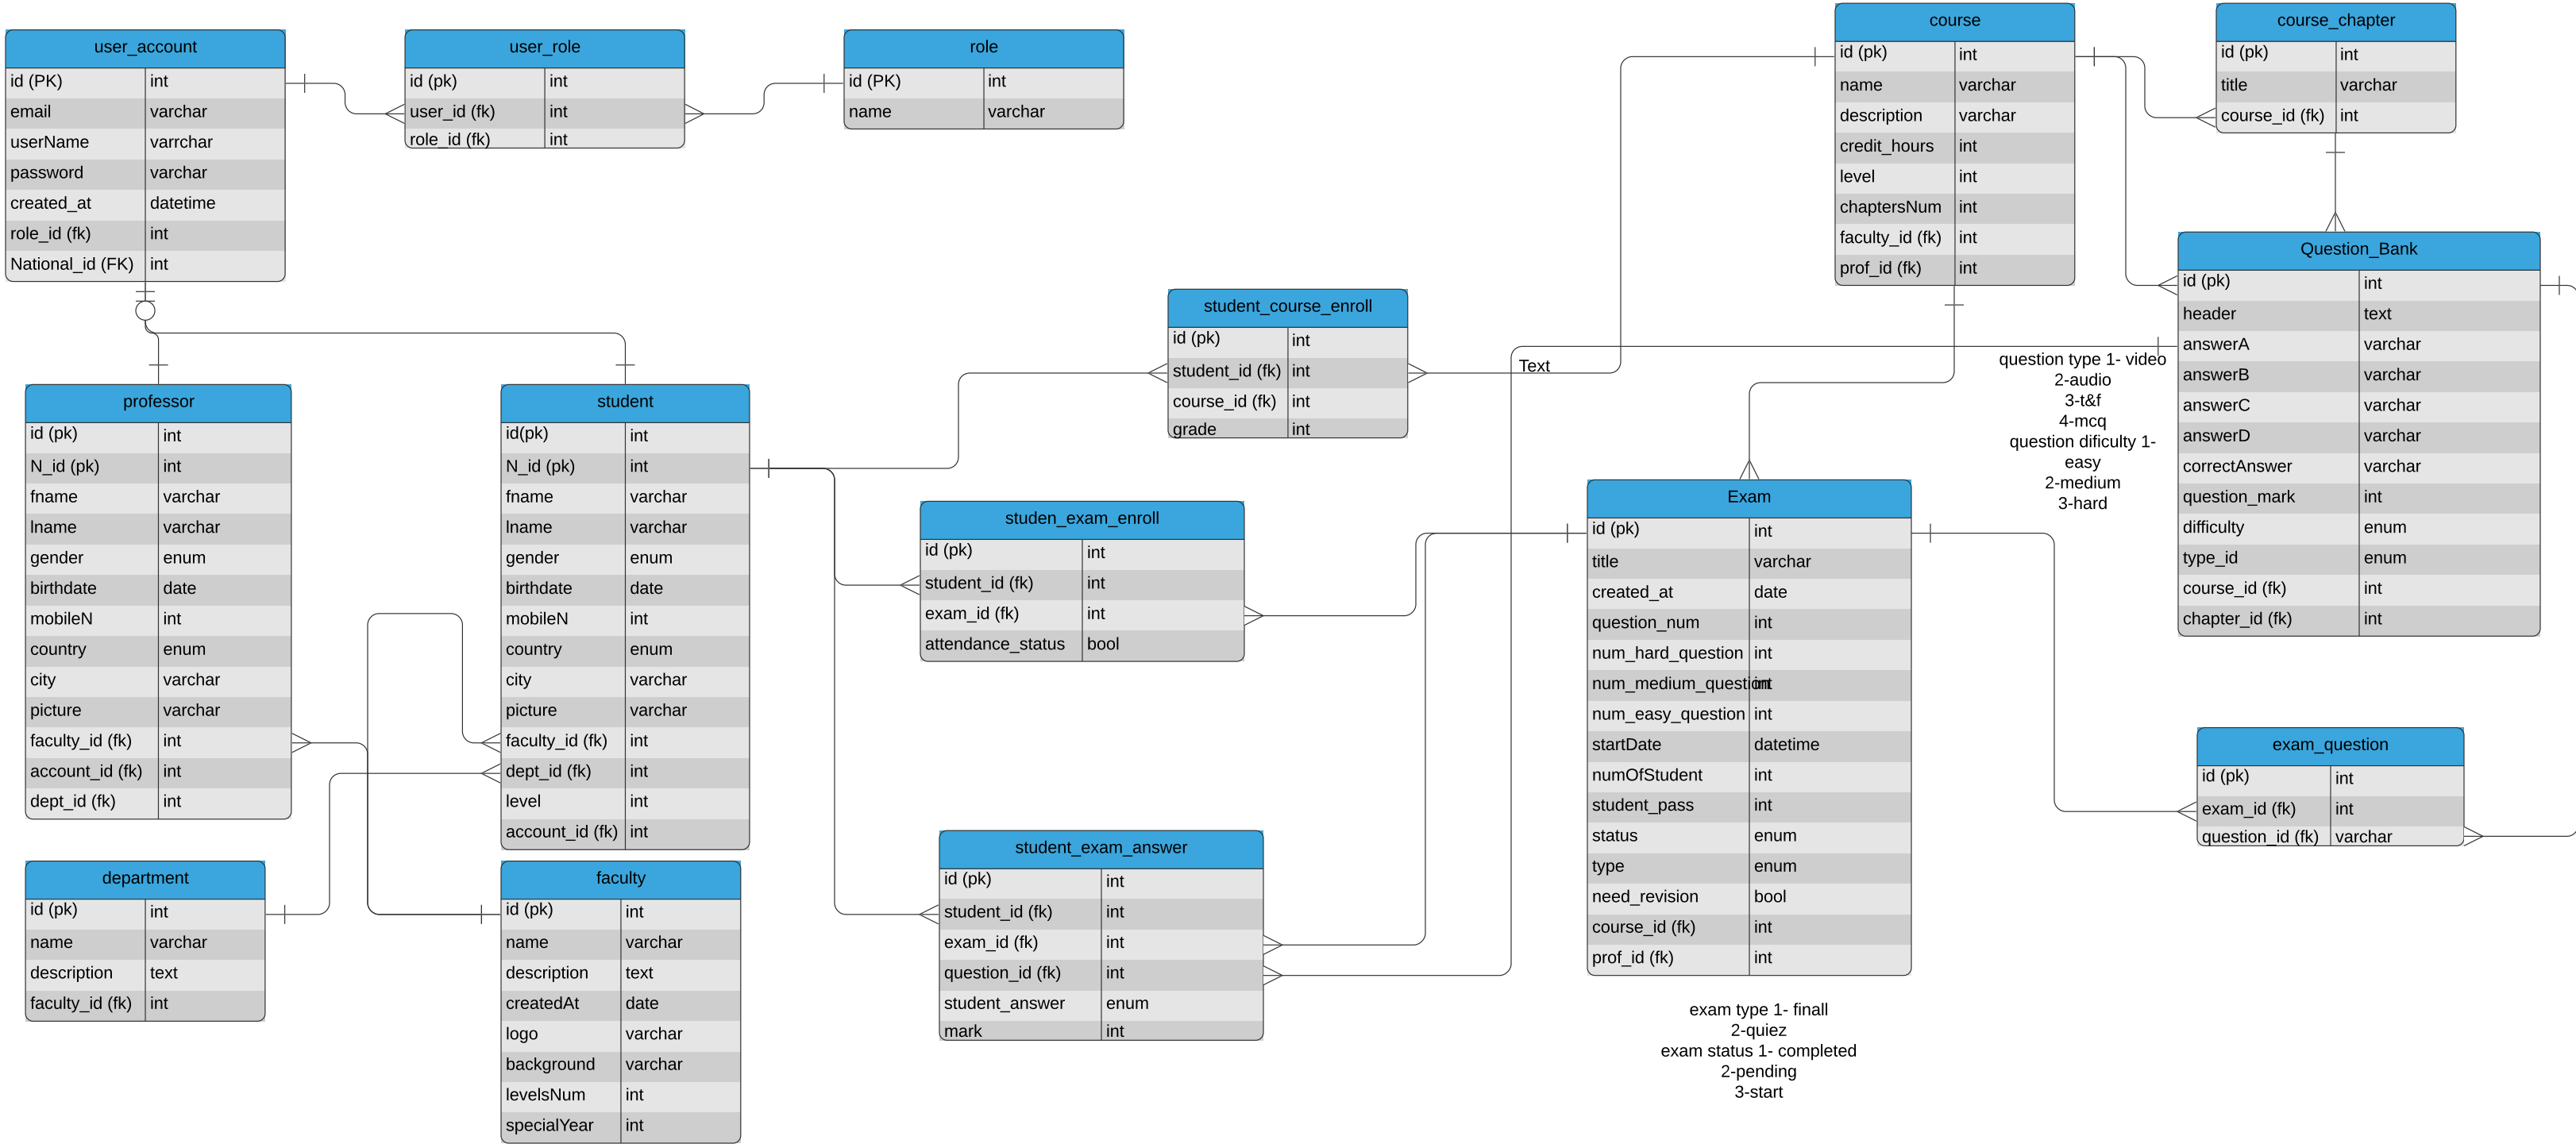 user_account
id (PK) int
email varchar
userName varrchar
password varchar
created_at datetime
role_id (fk) int
National_id (FK) int
user_role
id (pk) int
user_id (fk) int
role_id (fk) int
role
id (PK) int
name varchar
course
id (pk) int
name varchar
description varchar
credit_hours int
level int
chaptersNum int
faculty_id (fk) int
prof_id (fk) int
course_chapter
id (pk) int
title varchar
course_id (fk) int
Question_Bank
id (pk) int
header text
answerA varchar
answerB varchar
answerC varchar
answerD varchar
correctAnswer varchar
question_mark int
difficulty enum
type_id enum
course_id (fk) int
chapter_id (fk) int
student_course_enroll
id (pk) int
student_id (fk) int
course_id (fk) int
grade int
Text
question type 1- video
2-audio
3-t&f
4-mcq
question dificulty 1-
easy
2-medium
3-hard
professor
id (pk) int
N_id (pk) int
fname varchar
lname varchar
gender enum
birthdate date
mobileN int
country enum
city varchar
picture varchar
faculty_id (fk) int
account_id (fk) int
dept_id (fk) int
student
id(pk) int
N_id (pk) int
fname varchar
lname varchar
gender enum
birthdate date
mobileN int
country enum
city varchar
picture varchar
faculty_id (fk) int
dept_id (fk) int
level int
account_id (fk) int
studen_exam_enroll
id (pk) int
student_id (fk) int
exam_id (fk) int
attendance_status bool
Exam
id (pk) int
title varchar
created_at date
question_num int
num_hard_question int
num_medium_question int
num_easy_question int
startDate datetime
numOfStudent int
student_pass int
status enum
type enum
need_revision bool
course_id (fk) int
prof_id (fk) int
exam_question
id (pk) int
exam_id (fk) int
question_id (fk) varchar
department
id (pk) int
name varchar
description text
faculty_id (fk) int
faculty
id (pk) int
name varchar
description text
createdAt date
logo varchar
background varchar
levelsNum int
specialYear int
student_exam_answer
id (pk) int
student_id (fk) int
exam_id (fk) int
question_id (fk) int
student_answer enum
mark int
exam type 1- finall
2-quiez
exam status 1- completed
2-pending
3-start